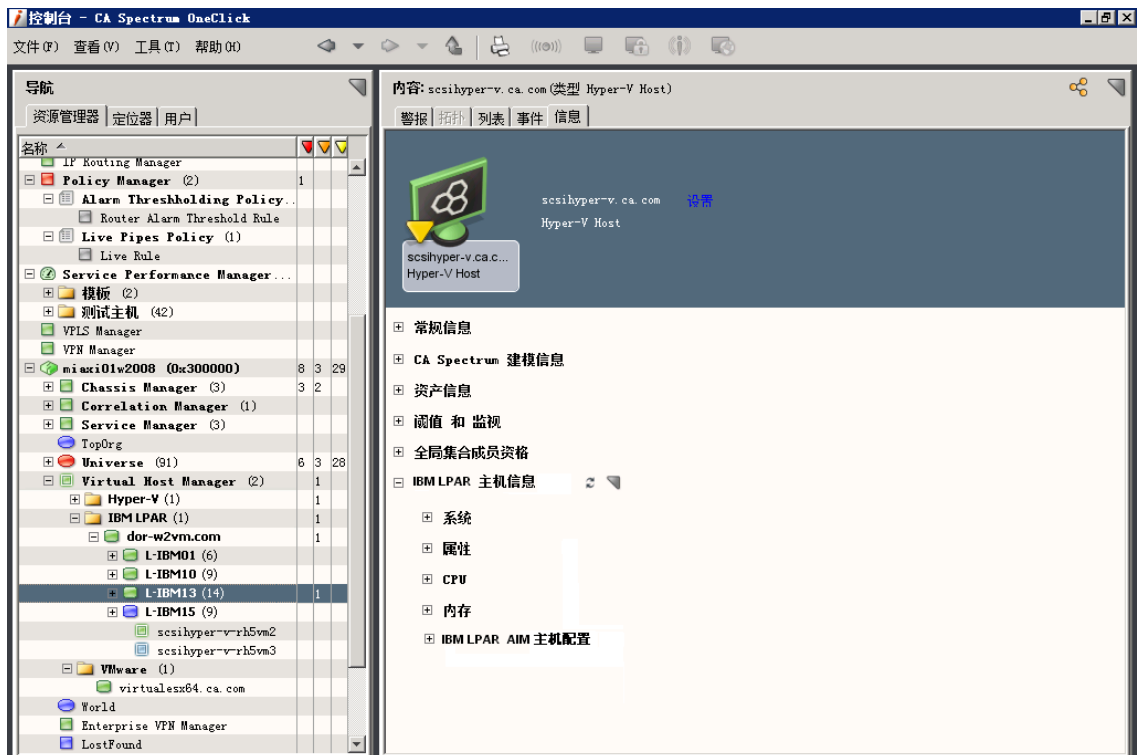 控制台 - CA Spectrum OneClick
文件(F) 查看(V) 工具(T) 帮助(H)
导航
资源管理器 定位器 用户
名称
IP Routing Manager
Policy Manager (2) 1
Alarm Threshholding Policy..
Router Alarm Threshold Rule
Live Pipes Policy (1)
Live Rule
Service Performance Manager...
模板 (2)
测试主机 (42)
VPLS Manager
VPN Manager
miaxi01w2008 (0x300000) 8 3 29
Chassis Manager (3) 3 2
Correlation Manager (1)
Service Manager (3)
TopOrg
Universe (91) 6 3 28
Virtual Host Manager (2) 1
Hyper-V (1) 1
IBM LPAR (1) 1
dor-w2vm.com 1
L-IBM01 (6)
L-IBM10 (9)
L-IBM13 (14) 1
L-IBM15 (9)
scsihyper-v-rh5vm2
scsihyper-v-rh5vm3
VMware (1)
virtualesx64.ca.com
World
Enterprise VPN Manager
LostFound
内容: scsihyper-v.ca.com(类型 Hyper-V Host)
警报 拓扑 列表 事件 信息
scsihyper-v.ca.c...
Hyper-V Host
scsihyper-v.ca.com 设置
Hyper-V Host
常规信息
CA Spectrum 建模信息
资产信息
阈值 和 监视
全局集合成员资格
IBM LPAR 主机信息
系统
属性
CPU
内存
IBM LPAR AIM 主机配置